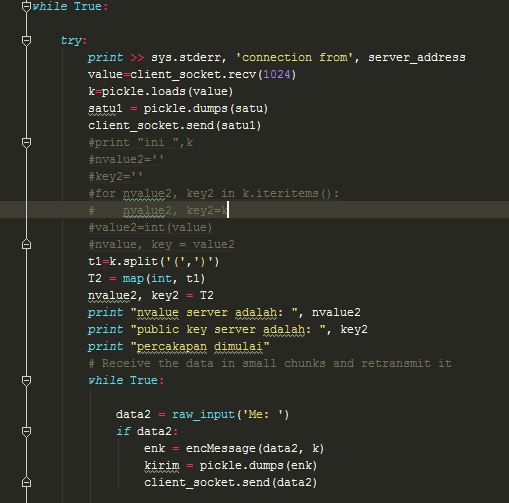 while True:
try:
print >> sys.stderr, 'connection from', server_address
value=client_socket.recv(1024)
k=pickle.loads(value)
satu1 = pickle.dumps(satu)
client_socket.send(satu1)
#print "ini ",k
#nvalue2=''
#key2=''
#for nvalue2, key2 in k.iteritems():
#    nvalue2, key2=k
#value2=int(value)
#nvalue, key = value2
t1=k.split('(',')')
T2 = map(int, t1)
nvalue2, key2 = T2
print "nvalue server adalah: ", nvalue2
print "public key server adalah: ", key2
print "percakapan dimulai"
# Receive the data in small chunks and retransmit it
while True:
data2 = raw_input('Me: ')
if data2:
enk = encMessage(data2, k)
kirim = pickle.dumps(enk)
client_socket.send(data2)